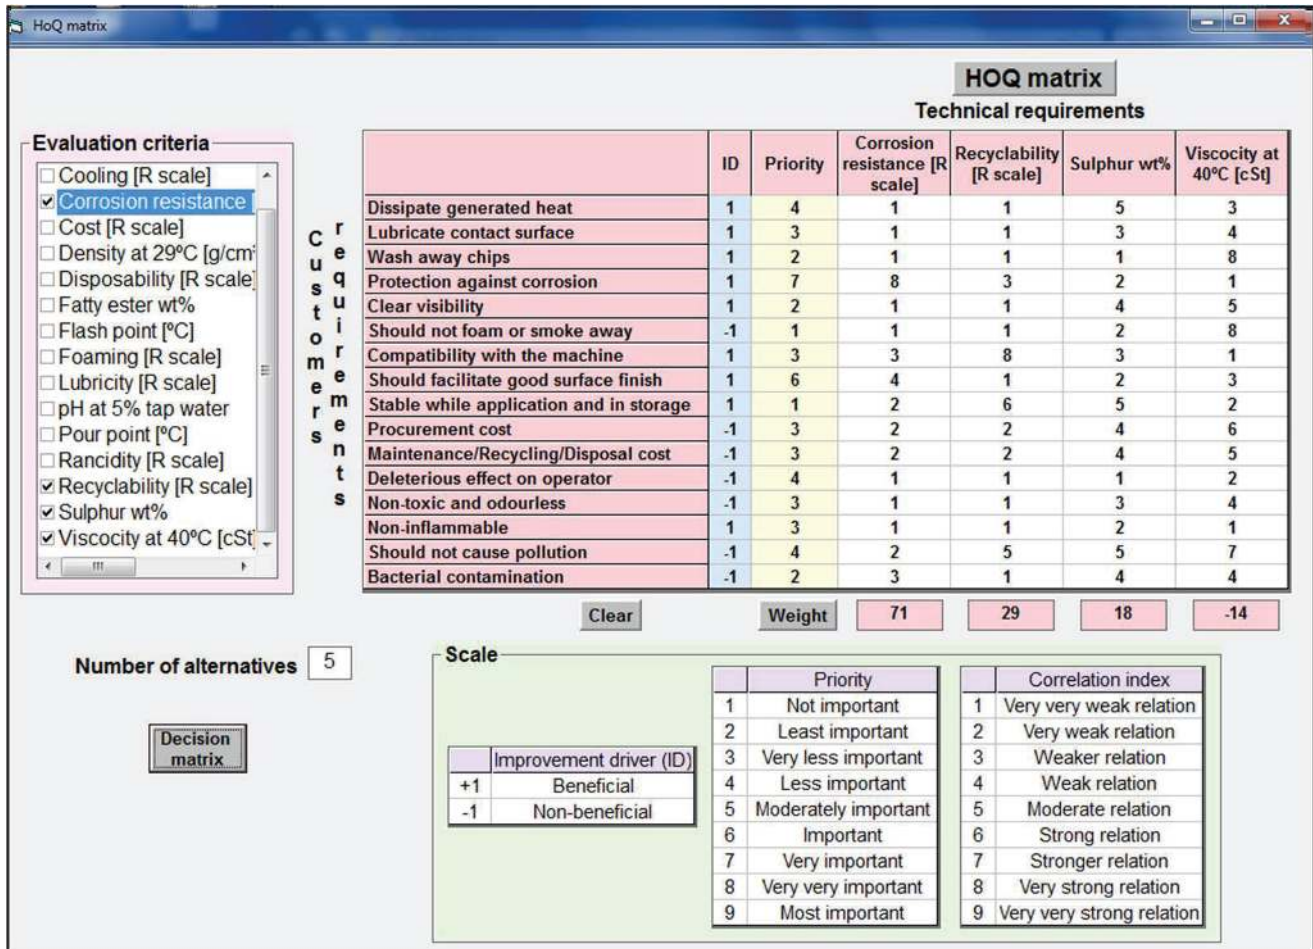 HoQ matrix
HOQ matrix
Technical requirements
Evaluation criteria
Cooling [R scale]
Corrosion resistance [
Cost [R scale]
Density at 29ºC [g/cm³
Disposability [R scale]
Fatty ester wt%
Flash point [ºC]
Foaming [R scale]
Lubricity [R scale]
pH at 5% tap water
Pour point [ºC]
Rancidity [R scale]
Recyclability [R scale]
Sulphur wt%
Viscocity at 40ºC [cSt]
Customers
requirements
ID Priority Corrosion resistance [R scale] Recyclability [R scale] Sulphur wt% Viscocity at 40ºC [cSt]
Dissipate generated heat 1 4 1 1 5 3
Lubricate contact surface 1 3 1 1 3 4
Wash away chips 1 2 1 1 1 8
Protection against corrosion 1 7 8 3 2 1
Clear visibility 1 2 1 1 4 5
Should not foam or smoke away -1 1 1 1 2 8
Compatibility with the machine 1 3 3 8 3 1
Should facilitate good surface finish 1 6 4 1 2 3
Stable while application and in storage 1 1 2 6 5 2
Procurement cost -1 3 2 2 4 6
Maintenance/Recycling/Disposal cost -1 3 2 2 4 5
Deleterious effect on operator -1 4 1 1 1 2
Non-toxic and odourless -1 3 1 1 3 4
Non-inflammable 1 3 1 1 2 1
Should not cause pollution -1 4 2 5 5 7
Bacterial contamination -1 2 3 1 4 4
Clear Weight 71 29 18 -14
Number of alternatives 5
Decision
matrix
Scale
Improvement driver (ID)
+1 Beneficial
-1 Non-beneficial
Priority
1 Not important
2 Least important
3 Very less important
4 Less important
5 Moderately important
6 Important
7 Very important
8 Very very important
9 Most important
Correlation index
1 Very very weak relation
2 Very weak relation
3 Weaker relation
4 Weak relation
5 Moderate relation
6 Strong relation
7 Stronger relation
8 Very strong relation
9 Very very strong relation